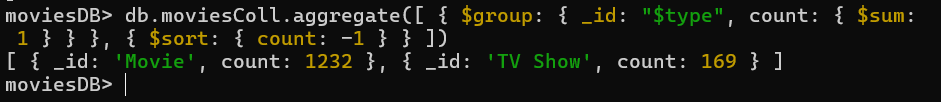 moviesDB> db.moviesColl.aggregate([ { $group: { _id: "$type", count: { $sum:
 1 } } }, { $sort: { count: -1 } } ])
[ { _id: 'Movie', count: 1232 }, { _id: 'TV Show', count: 169 } ]
moviesDB>